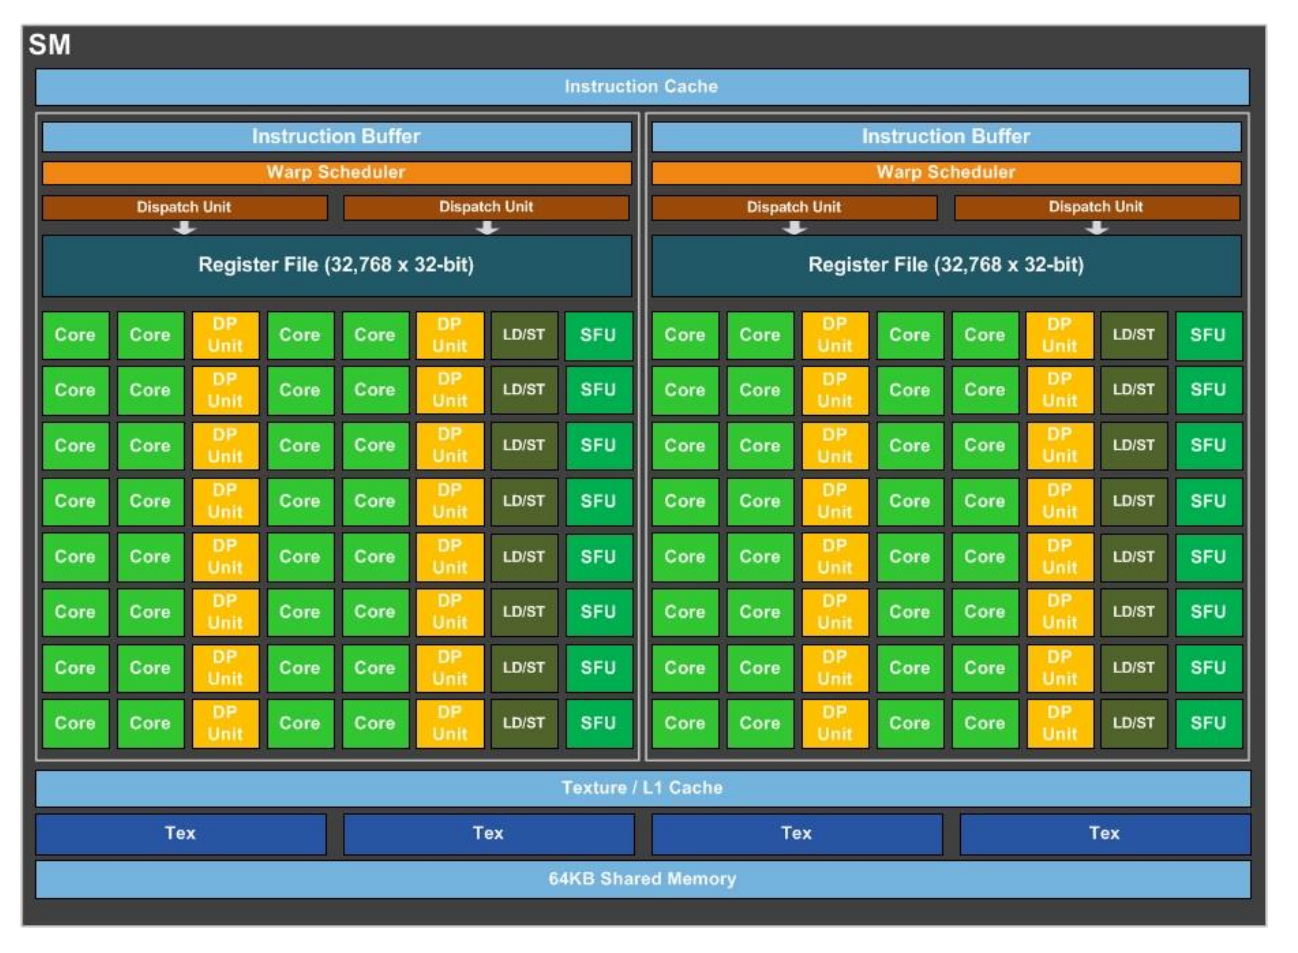 SM
Instruction Cache
Instruction Buffer Instruction Buffer
Warp Scheduler Warp Scheduler
Dispatch Unit Dispatch Unit Dispatch Unit Dispatch Unit
Register File (32,768 x 32-bit) Register File (32,768 x 32-bit)
Core Core DP Unit Core Core DP Unit LD/ST SFU Core Core DP Unit Core Core DP Unit LD/ST SFU
Core Core DP Unit Core Core DP Unit LD/ST SFU Core Core DP Unit Core Core DP Unit LD/ST SFU
Core Core DP Unit Core Core DP Unit LD/ST SFU Core Core DP Unit Core Core DP Unit LD/ST SFU
Core Core DP Unit Core Core DP Unit LD/ST SFU Core Core DP Unit Core Core DP Unit LD/ST SFU
Core Core DP Unit Core Core DP Unit LD/ST SFU Core Core DP Unit Core Core DP Unit LD/ST SFU
Core Core DP Unit Core Core DP Unit LD/ST SFU Core Core DP Unit Core Core DP Unit LD/ST SFU
Core Core DP Unit Core Core DP Unit LD/ST SFU Core Core DP Unit Core Core DP Unit LD/ST SFU
Core Core DP Unit Core Core DP Unit LD/ST SFU Core Core DP Unit Core Core DP Unit LD/ST SFU
Texture / L1 Cache
Tex Tex Tex Tex
64KB Shared Memory